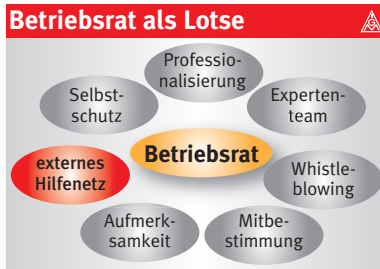 Betriebsrat als Lotse
Professio-
nalisierung
Selbst-
schutz
Experten-
team
Betriebsrat
externes
Hilfenetz
Whistle-
blowing
Aufmerk-
samkeit
Mitbe-
stimmung